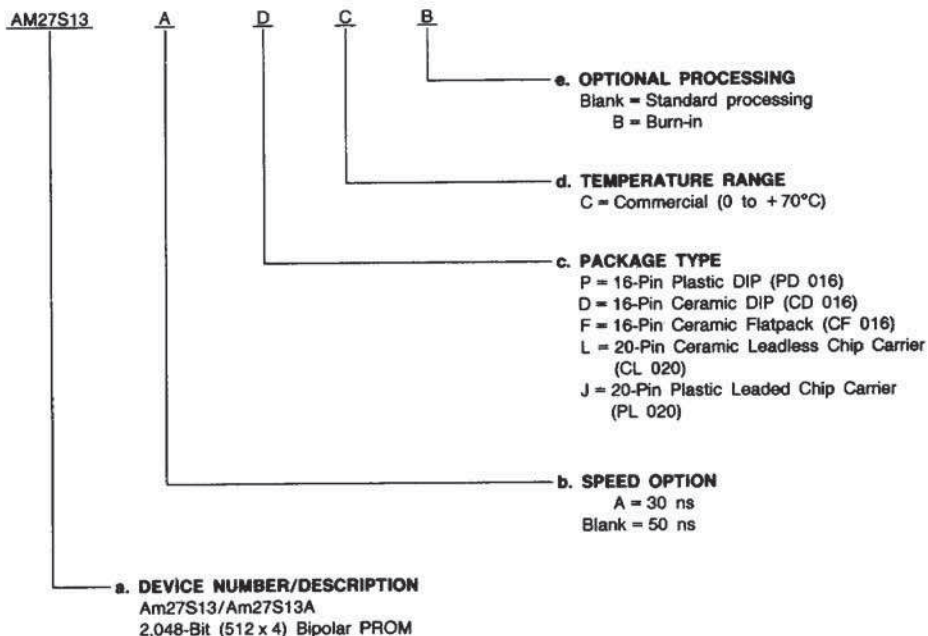 AM27S13 A D C B
e. OPTIONAL PROCESSING
Blank = Standard processing
B = Burn-in
d. TEMPERATURE RANGE
C = Commercial (0 to +70°C)
c. PACKAGE TYPE
P = 16-Pin Plastic DIP (PD 016)
D = 16-Pin Ceramic DIP (CD 016)
F = 16-Pin Ceramic Flatpack (CF 016)
L = 20-Pin Ceramic Leadless Chip Carrier
(CL 020)
J = 20-Pin Plastic Leaded Chip Carrier
(PL 020)
b. SPEED OPTION
A = 30 ns
Blank = 50 ns
a. DEVICE NUMBER/DESCRIPTION
Am27S13/Am27S13A
2,048-Bit (512 x 4) Bipolar PROM